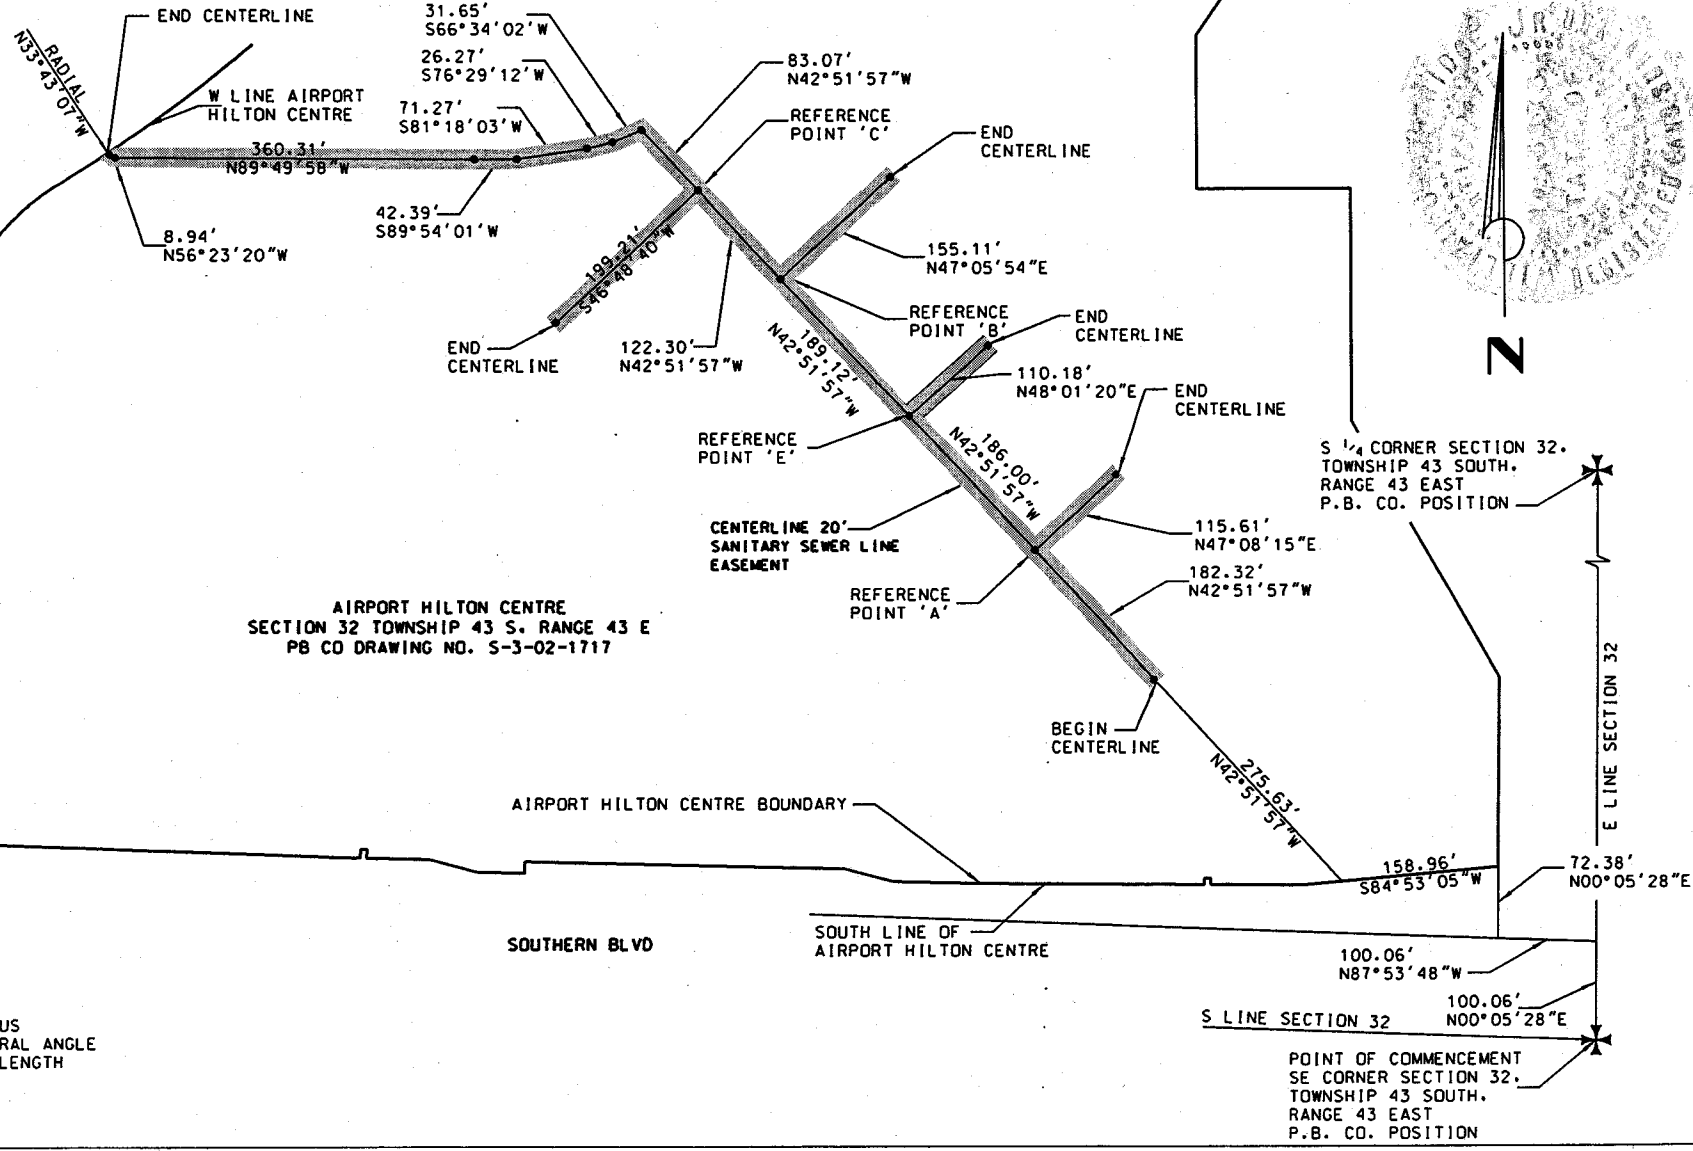 END CENTERLINE
RADIAL
N33°43'07"W
W LINE AIRPORT
HILTON CENTRE
31.65'
S66°34'02"W
26.27'
S76°29'12"W
71.27'
S81°18'03"W
83.07'
N42°51'57"W
REFERENCE
POINT 'C'
END
CENTERLINE
360.31'
N89°49'58"W
42.39'
S89°54'01"W
8.94'
N56°23'20"W
199.21'
S46°48'40"W
155.11'
N47°05'54"E
REFERENCE
POINT 'B'
END
CENTERLINE
END
CENTERLINE
122.30'
N42°51'57"W
189.12'
N42°51'57"W
110.18'
N48°01'20"E
END
CENTERLINE
REFERENCE
POINT 'E'
186.00'
N42°51'57"W
N
S 1/4 CORNER SECTION 32.
TOWNSHIP 43 SOUTH.
RANGE 43 EAST
P.B. CO. POSITION
CENTERLINE 20'
SANITARY SEWER LINE
EASEMENT
115.61'
N47°08'15"E
182.32'
N42°51'57"W
REFERENCE
POINT 'A'
AIRPORT HILTON CENTRE
SECTION 32 TOWNSHIP 43 S. RANGE 43 E
PB CO DRAWING NO. S-3-02-1717
E LINE SECTION 32
BEGIN
CENTERLINE
275.63'
N42°51'57"W
AIRPORT HILTON CENTRE BOUNDARY
158.96'
S84°53'05"W
72.38'
N00°05'28"E
SOUTH LINE OF
AIRPORT HILTON CENTRE
SOUTHERN BLVD
100.06'
N87°53'48"W
100.06'
N00°05'28"E
S LINE SECTION 32
US
RAL ANGLE
LENGTH
POINT OF COMMENCEMENT
SE CORNER SECTION 32.
TOWNSHIP 43 SOUTH.
RANGE 43 EAST
P.B. CO. POSITION